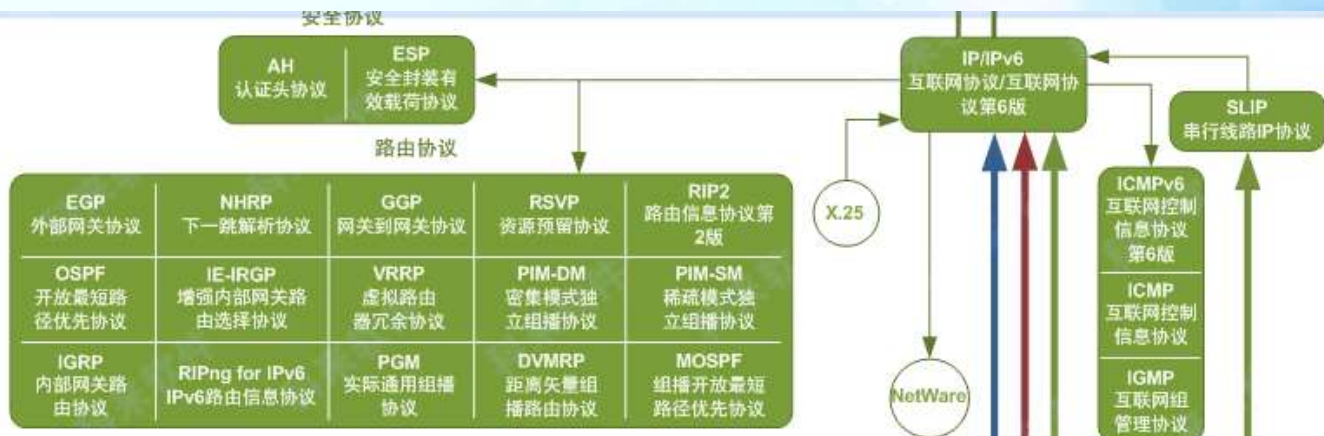 安全协议
AH
认证头协议
ESP
安全封装有
效载荷协议
IP/IPv6
互联网协议/互联网协
议第6版
SLIP
串行线路IP协议
路由协议
X.25
EGP
外部网关协议
NHRP
下一跳解析协议
GGP
网关到网关协议
RSVP
资源预留协议
RIP2
路由信息协议第
2版
OSPF
开放最短路
径优先协议
IE-IRGP
增强内部网关路
由选择协议
VRRP
虚拟路由
器冗余协议
PIM-DM
密集模式独
立组播协议
PIM-SM
稀疏模式独
立组播协议
IGRP
内部网关路
由协议
RIPng for IPv6
IPv6路由信息协议
PGM
实际通用组播
协议
DVMRP
距离矢量组
播路由协议
MOSPF
组播开放最短
路径优先协议
NetWare
ICMPv6
互联网控制
信息协议
第6版
ICMP
互联网控制
信息协议
IGMP
互联网组
管理协议